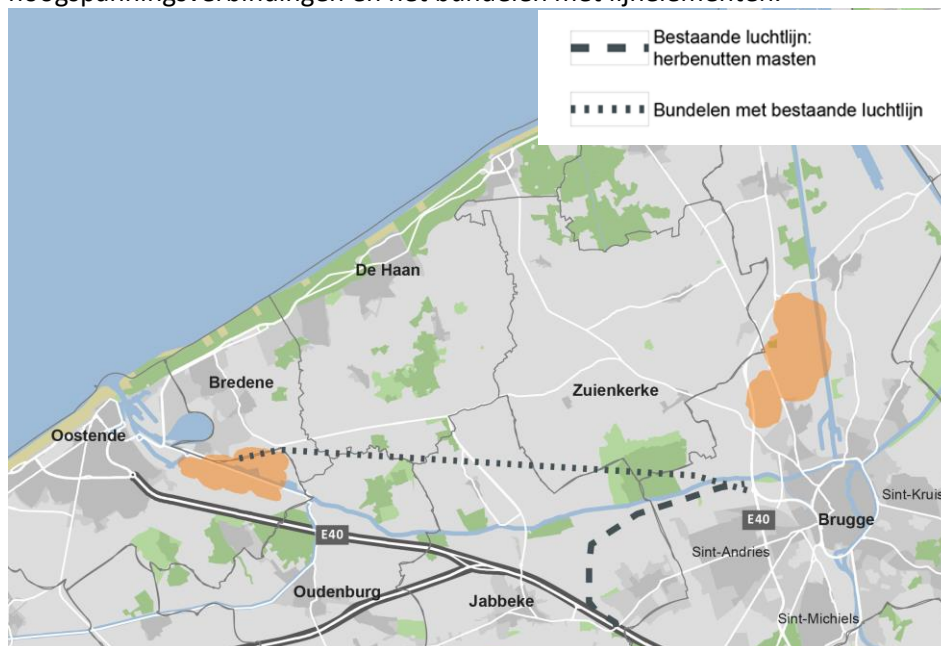 hoogspanningsverbindingen en het bundelen met lijnelementen.
Bestaande luchtlijn:
herbenutten masten
Bundelen met bestaande luchtlijn
De Haan
Bredene
Zuienkerke
Oostende
Sint-Kruis
E40
Brugge
E40
Sint-Andries
Oudenburg
Jabbeke
Sint-Michiels